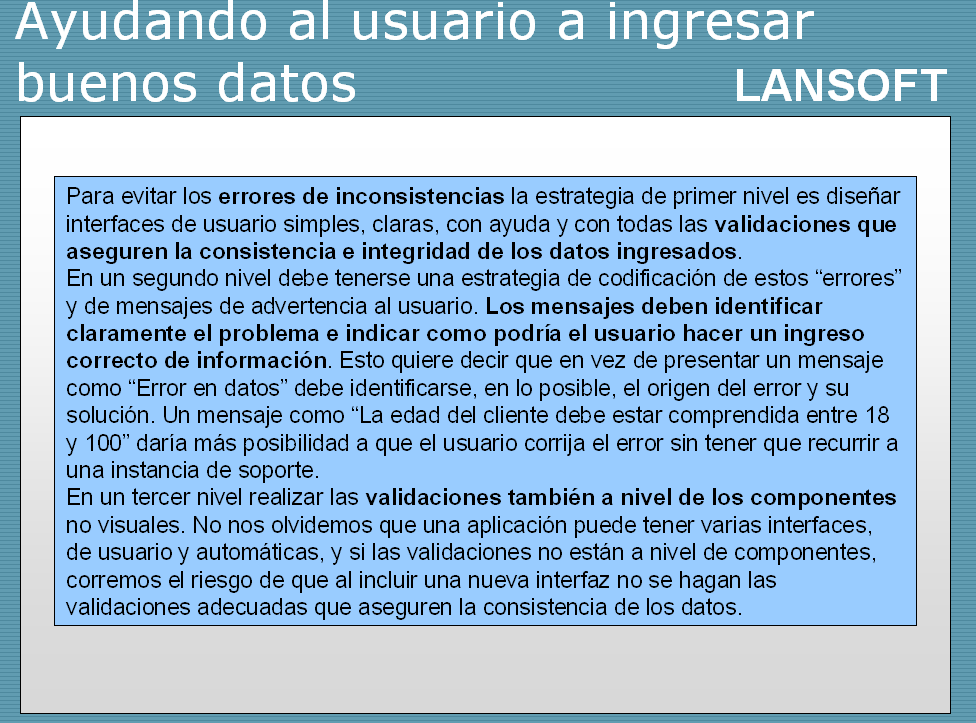 Ayudando al usuario a ingresar
buenos datos
LANSOFT
Para evitar los errores de inconsistencias la estrategia de primer nivel es diseñar
interfaces de usuario simples, claras, con ayuda y con todas las validaciones que
aseguren la consistencia e integridad de los datos ingresados.
En un segundo nivel debe tenerse una estrategia de codificación de estos “errores”
y de mensajes de advertencia al usuario. Los mensajes deben identificar
claramente el problema e indicar como podría el usuario hacer un ingreso
correcto de información. Esto quiere decir que en vez de presentar un mensaje
como “Error en datos” debe identificarse, en lo posible, el origen del error y su
solución. Un mensaje como “La edad del cliente debe estar comprendida entre 18
y 100” daría más posibilidad a que el usuario corrija el error sin tener que recurrir a
una instancia de soporte.
En un tercer nivel realizar las validaciones también a nivel de los componentes
no visuales. No nos olvidemos que una aplicación puede tener varias interfaces,
de usuario y automáticas, y si las validaciones no están a nivel de componentes,
corremos el riesgo de que al incluir una nueva interfaz no se hagan las
validaciones adecuadas que aseguren la consistencia de los datos.